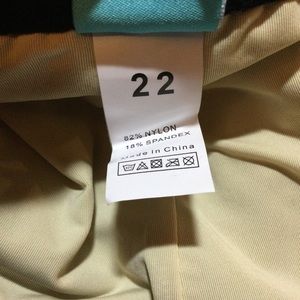 22
82% NYLON
18% SPANDEX
Made in China